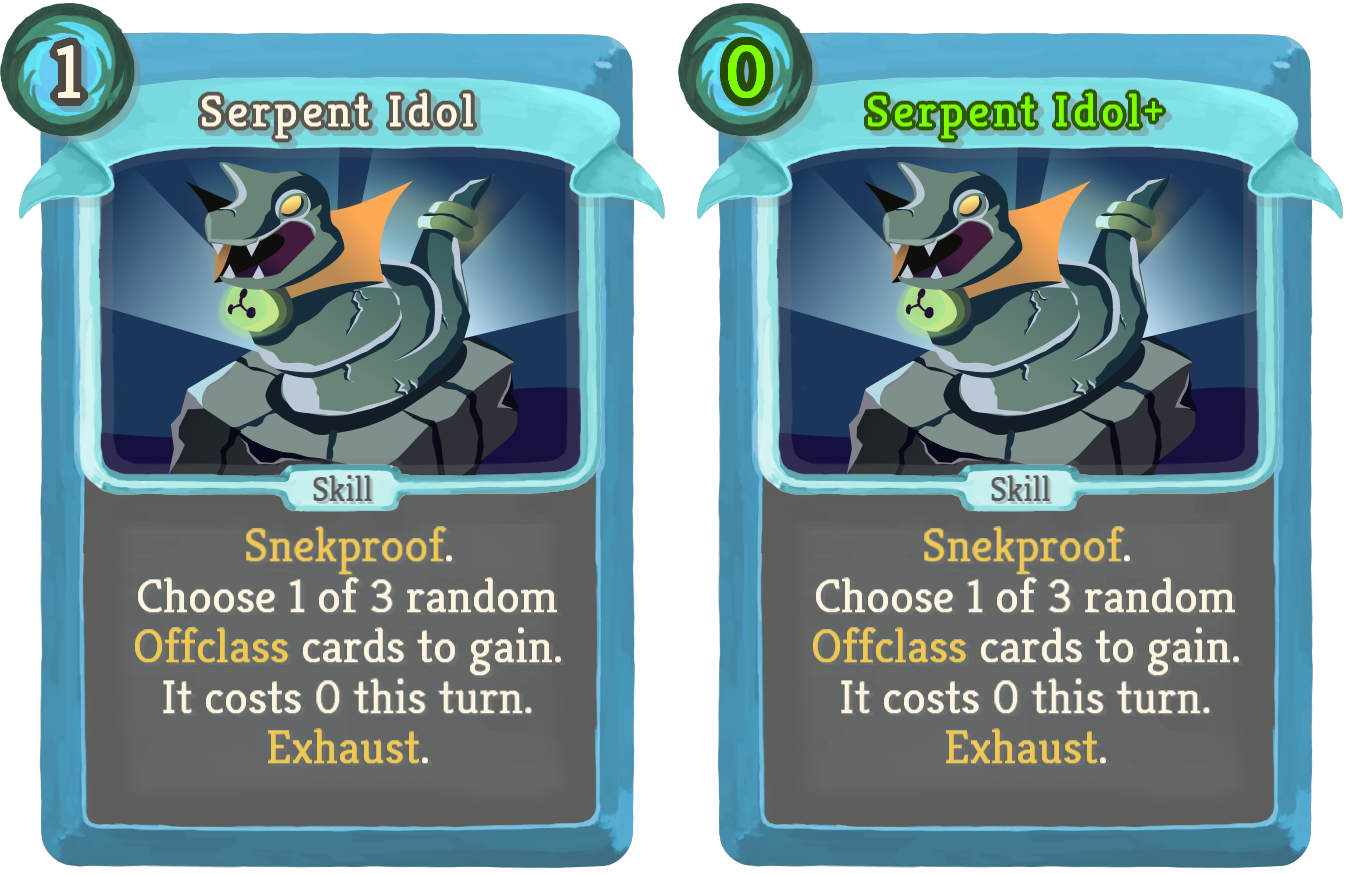 1
Serpent Idol
Skill
Snekproof.
Choose 1 of 3 random
Offclass cards to gain.
It costs 0 this turn.
Exhaust.
0
Serpent Idol+
Skill
Snekproof.
Choose 1 of 3 random
Offclass cards to gain.
It costs 0 this turn.
Exhaust.